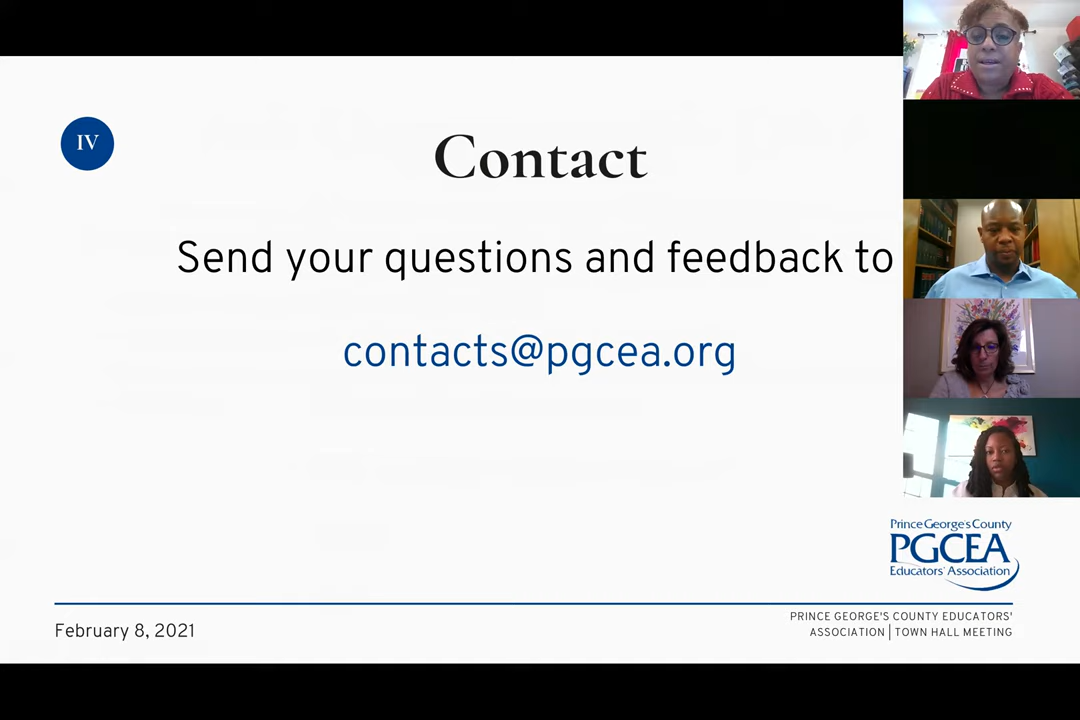 IV
Contact
Send your questions and feedback to
contacts@pgcea.org
Prince George's County
PGCEA
Educators' Association
February 8, 2021
PRINCE GEORGE'S COUNTY EDUCATORS'
ASSOCIATION | TOWN HALL MEETING